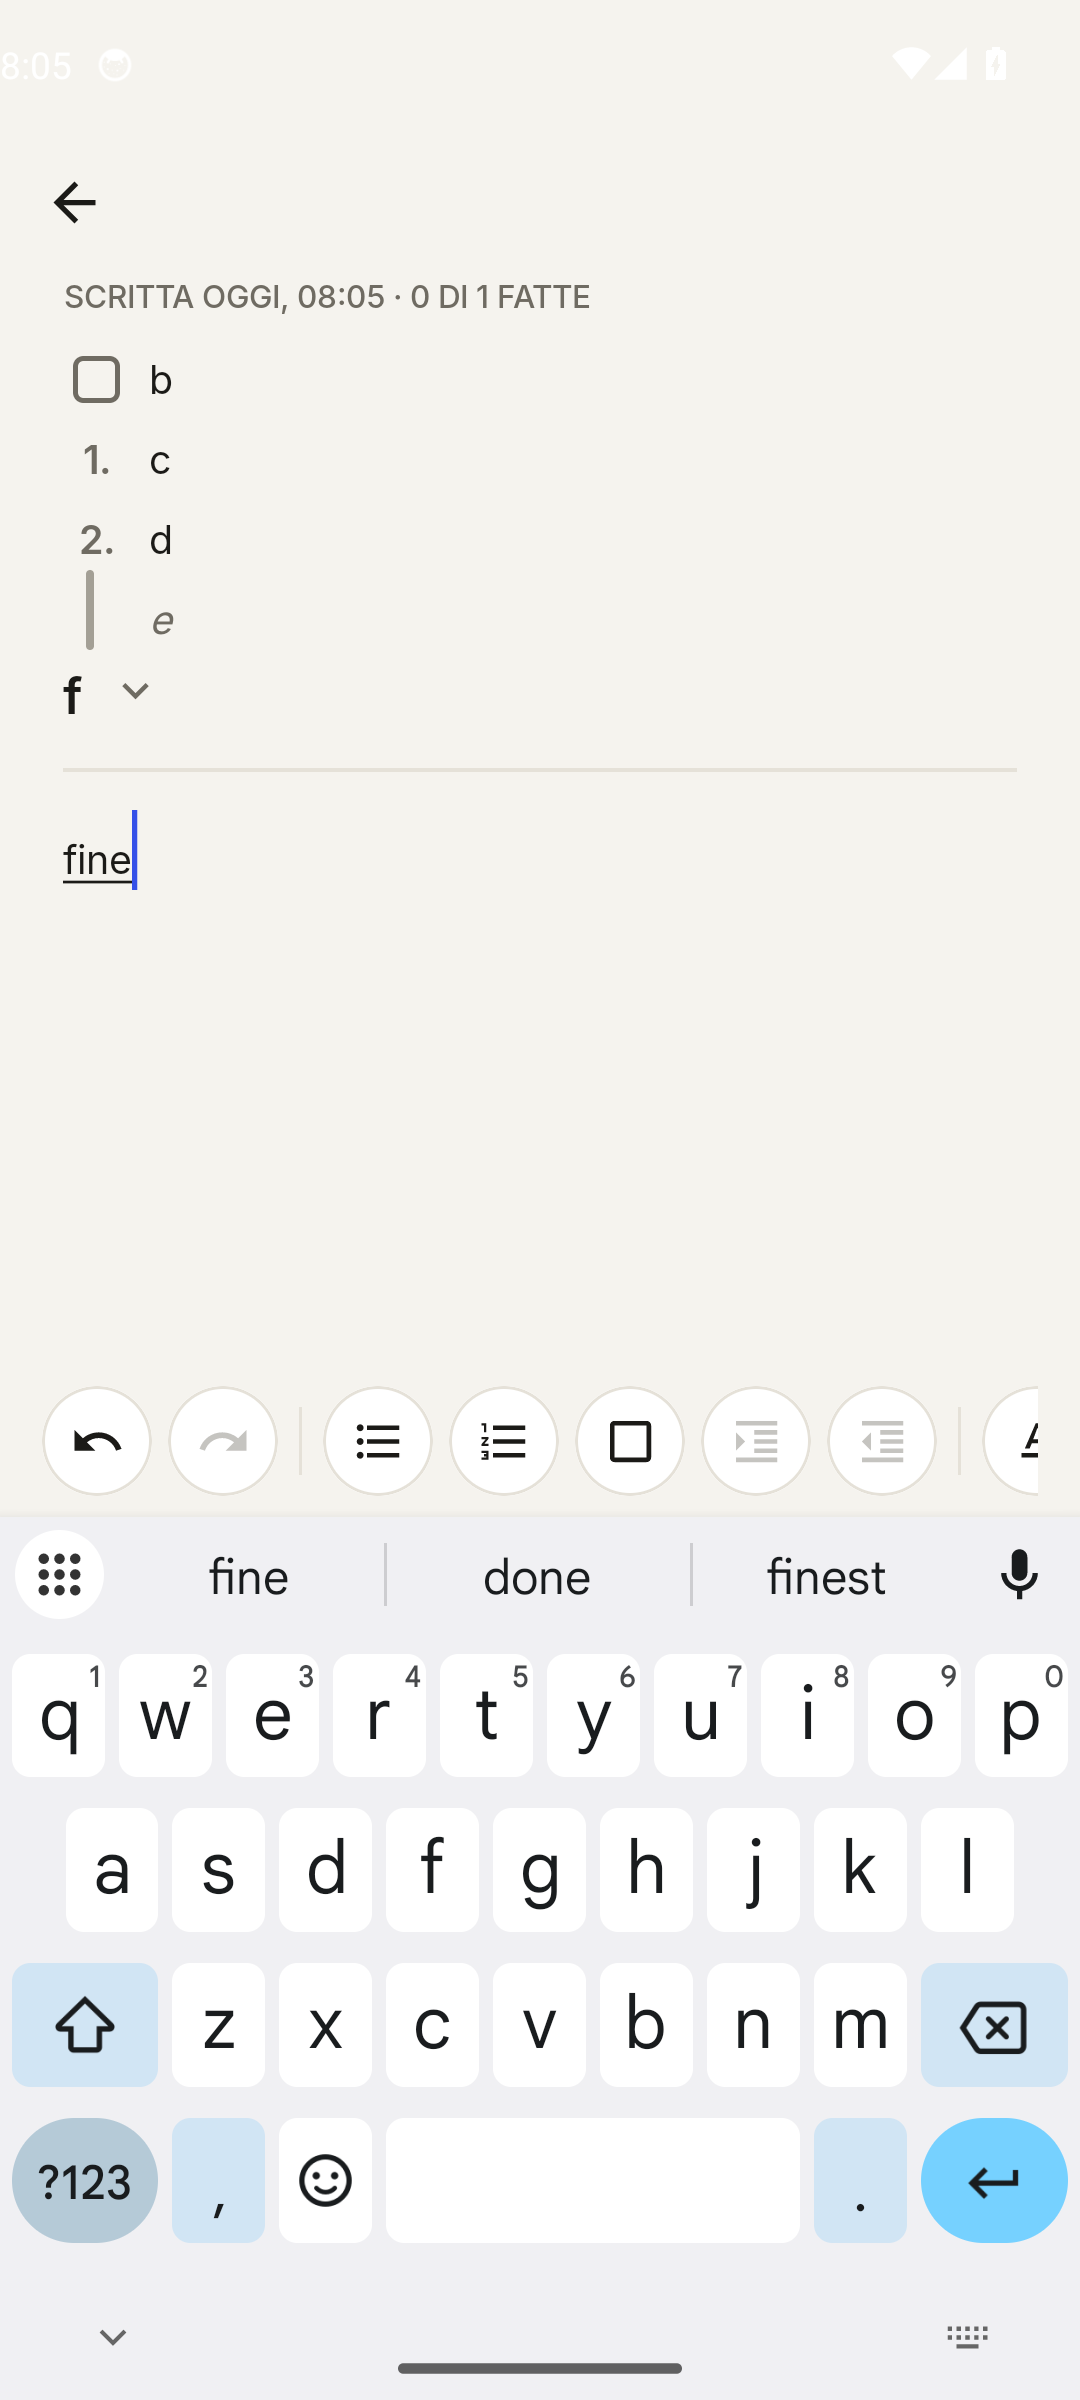 8:05
SCRITTA OGGI, 08:05 · 0 DI 1 FATTE
b
1. c
2. d
e
f
fine
fine done finest
q1 w2 e3 r4 t5 y6 u7 i8 o9 p0
a s d f g h j k l
z x c v b n m
?123 , .